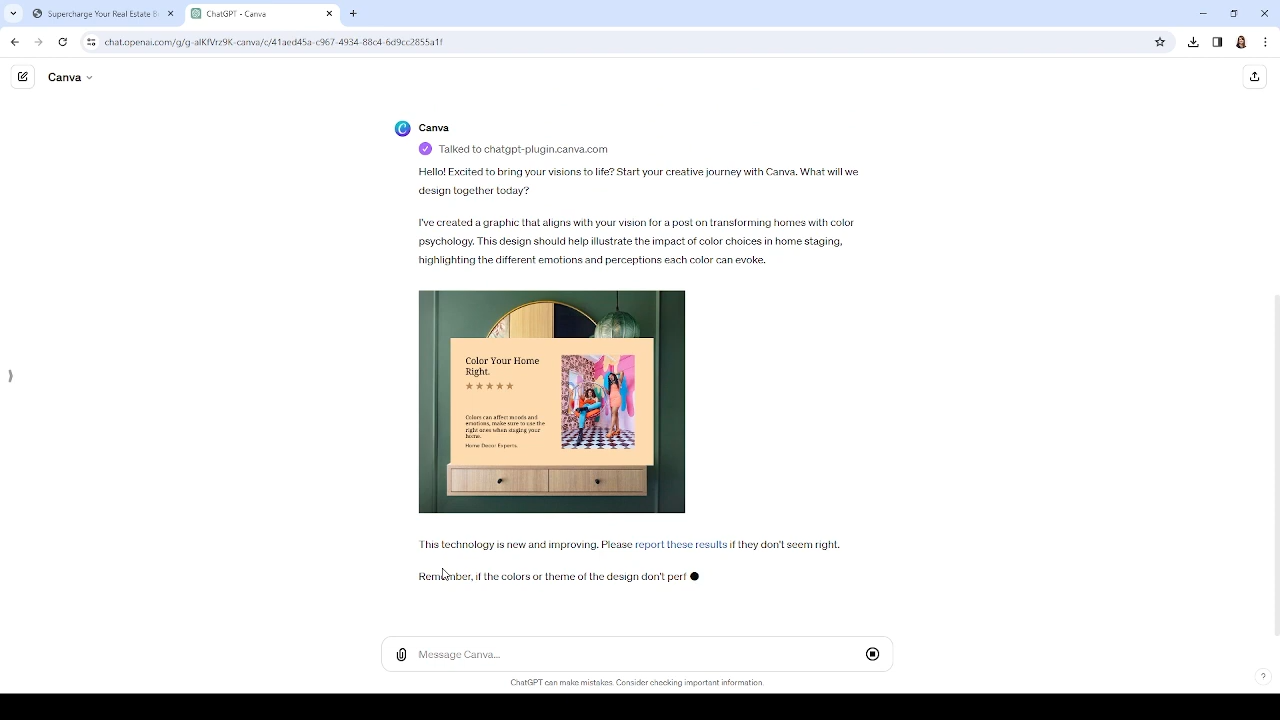 Supercharge Your Real Estate B
ChatGPT - Canva
chat.openai.com/g/g-alKfVrz9K-canva/c/41aed45a-c967-4934-88c4-6d9cc2855a1f
Canva
Canva
Talked to chatgpt-plugin.canva.com
Hello! Excited to bring your visions to life? Start your creative journey with Canva. What will we
design together today?
I've created a graphic that aligns with your vision for a post on transforming homes with color
psychology. This design should help illustrate the impact of color choices in home staging,
highlighting the different emotions and perceptions each color can evoke.
Color Your Home
Right.
Colors can affect moods and
emotions, make sure to use the
right ones when staging your
home.
Home Decor Experts.
This technology is new and improving. Please report these results if they don't seem right.
Remember, if the colors or theme of the design don't perf
Message Canva...
ChatGPT can make mistakes. Consider checking important information.
?